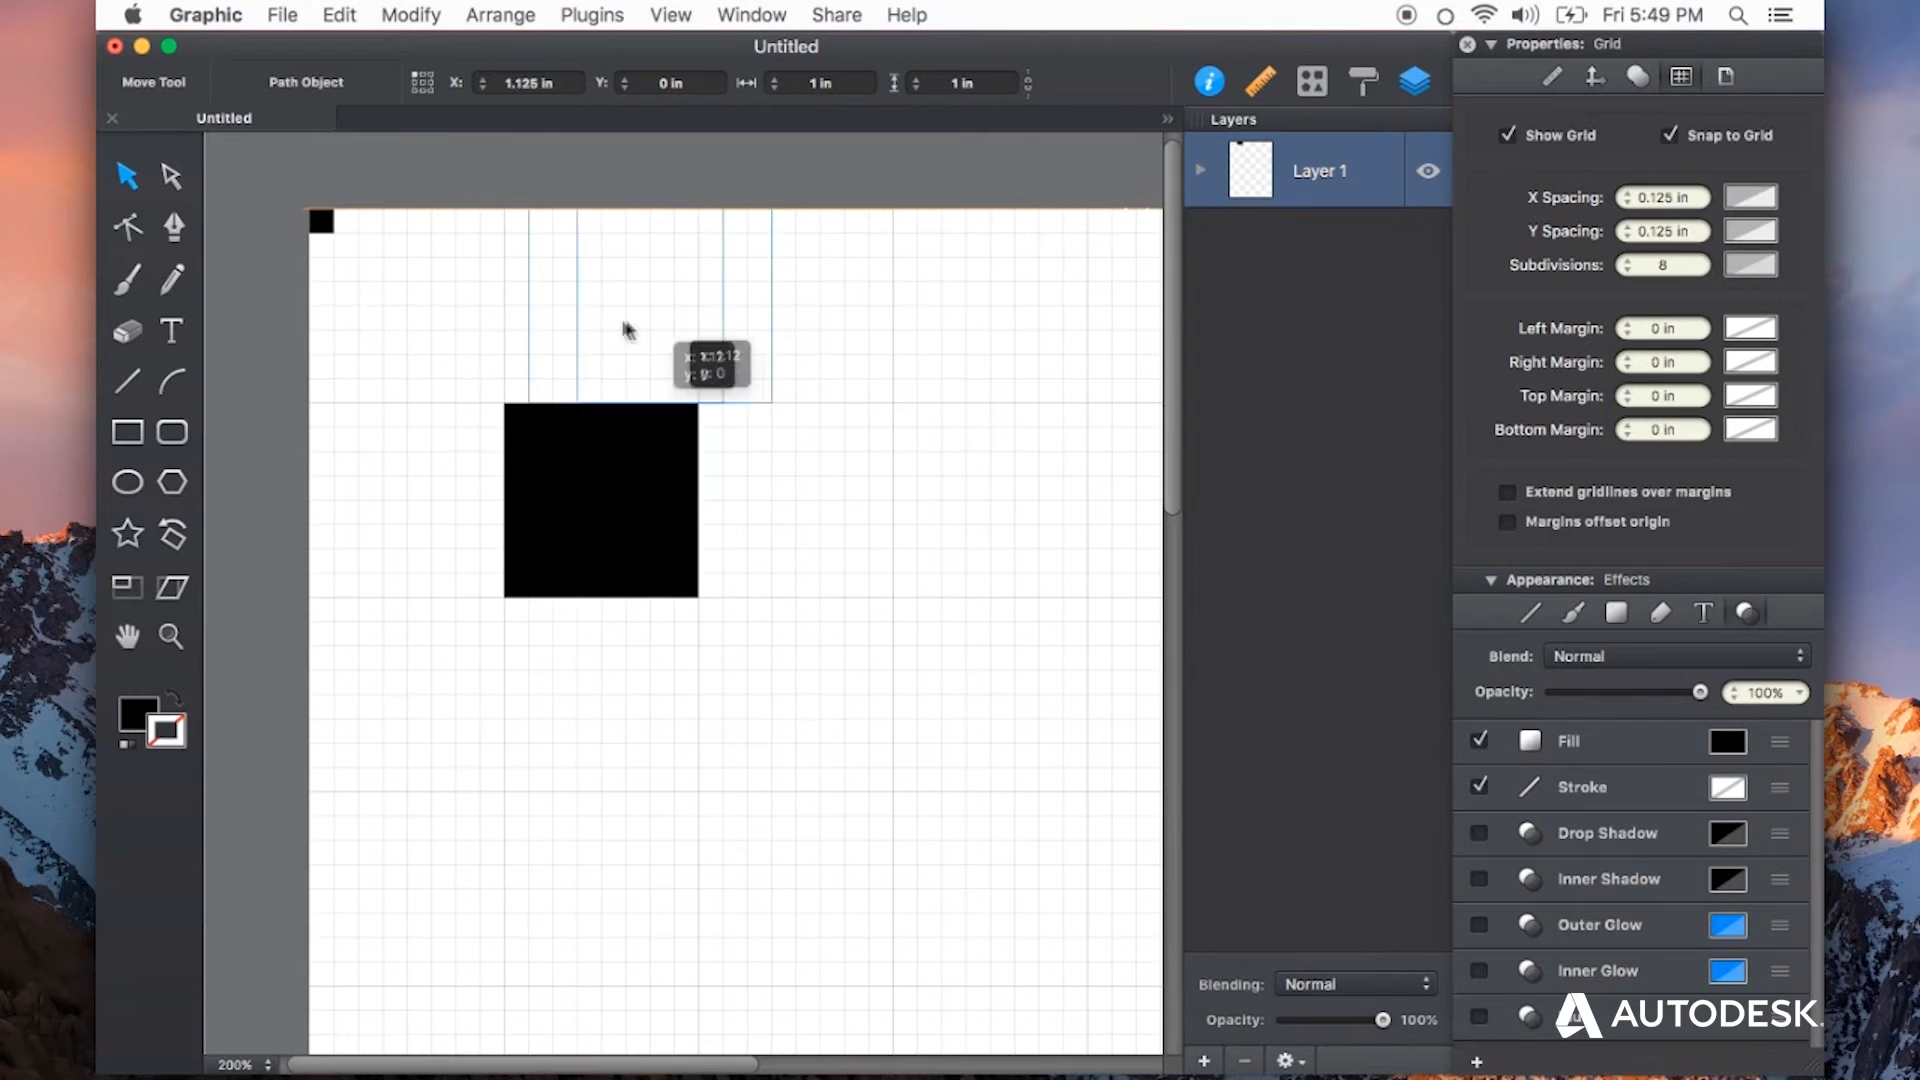 Graphic File Edit Modify Arrange Plugins View Window Share Help
Fri 5:49 PM
Untitled
Properties: Grid
Move Tool
Path Object
X: 1.125 in
Y: 0 in
1 in
1 in
Untitled
Layers
Layer 1
Show Grid
Snap to Grid
X Spacing: 0.125 in
Y Spacing: 0.125 in
Subdivisions: 8
Left Margin: 0 in
Right Margin: 0 in
Top Margin: 0 in
Bottom Margin: 0 in
Extend gridlines over margins
Margins offset origin
Appearance: Effects
Blend: Normal
Opacity: 100%
Fill
Stroke
Drop Shadow
Inner Shadow
Outer Glow
Inner Glow
AUTODESK.
Blending: Normal
Opacity: 100%
200%